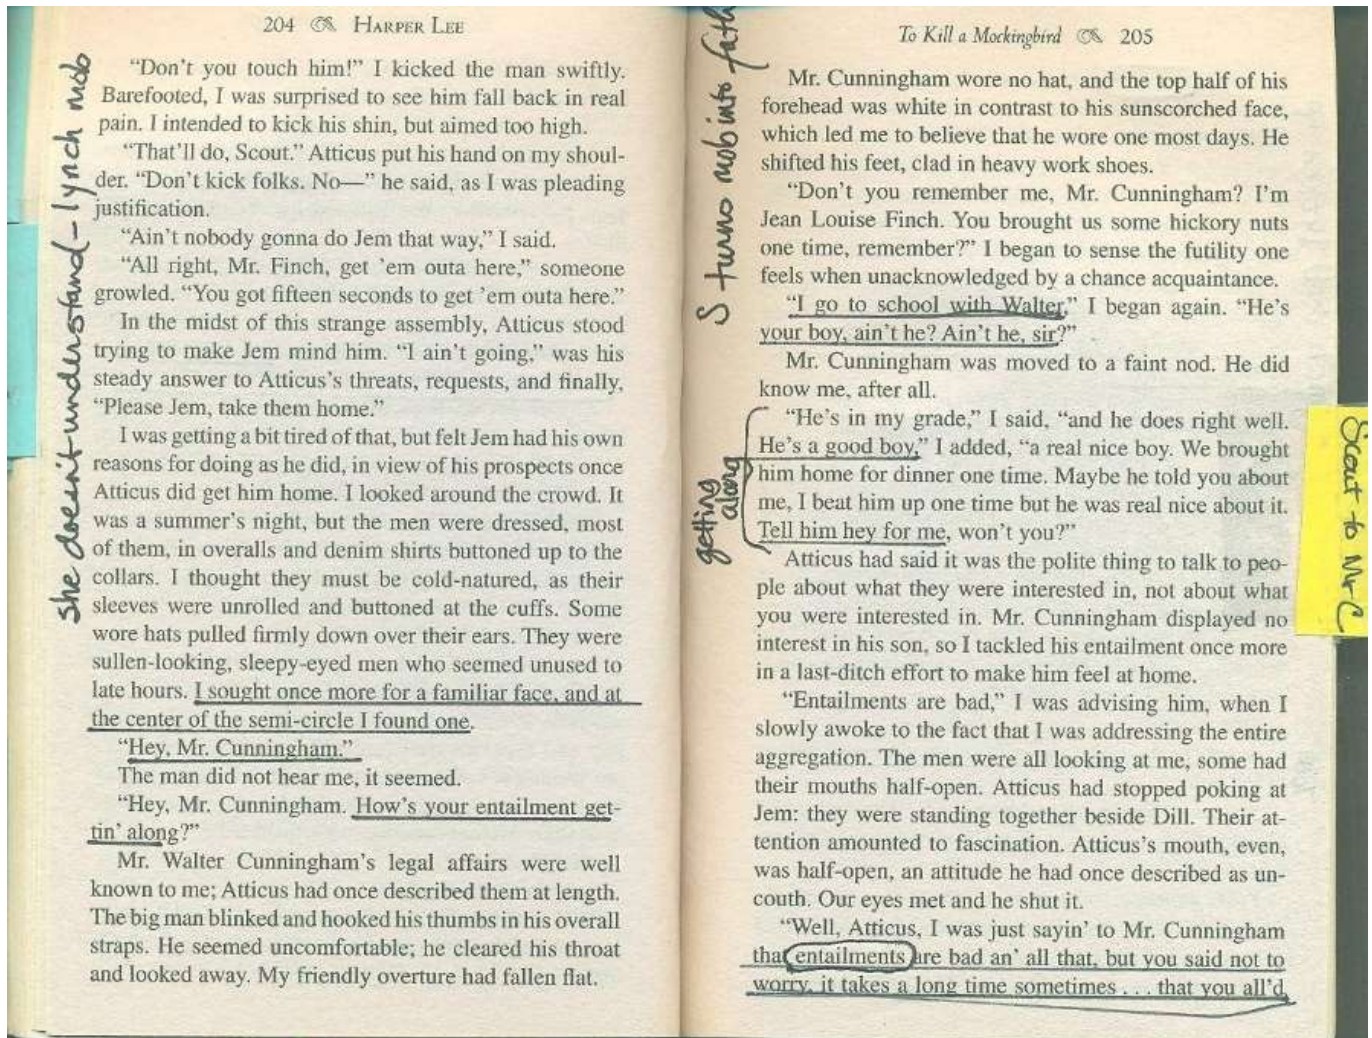 204 HARPER LEE
she doesn't understand - lynch mob
"Don't you touch him!" I kicked the man swiftly.
Barefooted, I was surprised to see him fall back in real
pain. I intended to kick his shin, but aimed too high.
"That'll do, Scout." Atticus put his hand on my shoul-
der. "Don't kick folks. No—" he said, as I was pleading
justification.
"Ain't nobody gonna do Jem that way," I said.
"All right, Mr. Finch, get 'em outa here," someone
growled. "You got fifteen seconds to get 'em outa here."
In the midst of this strange assembly, Atticus stood
trying to make Jem mind him. "I ain't going," was his
steady answer to Atticus's threats, requests, and finally,
"Please Jem, take them home."
I was getting a bit tired of that, but felt Jem had his own
reasons for doing as he did, in view of his prospects once
Atticus did get him home. I looked around the crowd. It
was a summer's night, but the men were dressed, most
of them, in overalls and denim shirts buttoned up to the
collars. I thought they must be cold-natured, as their
sleeves were unrolled and buttoned at the cuffs. Some
wore hats pulled firmly down over their ears. They were
sullen-looking, sleepy-eyed men who seemed unused to
late hours. I sought once more for a familiar face, and at
the center of the semi-circle I found one.
"Hey, Mr. Cunningham."
The man did not hear me, it seemed.
"Hey, Mr. Cunningham. How's your entailment get-
tin' along?"
Mr. Walter Cunningham's legal affairs were well
known to me; Atticus had once described them at length.
The big man blinked and hooked his thumbs in his overall
straps. He seemed uncomfortable; he cleared his throat
and looked away. My friendly overture had fallen flat.
To Kill a Mockingbird 205
S turns mob into
Mr. Cunningham wore no hat, and the top half of his
forehead was white in contrast to his sunscorched face,
which led me to believe that he wore one most days. He
shifted his feet, clad in heavy work shoes.
"Don't you remember me, Mr. Cunningham? I'm
Jean Louise Finch. You brought us some hickory nuts
one time, remember?" I began to sense the futility one
feels when unacknowledged by a chance acquaintance.
"I go to school with Walter," I began again. "He's
your boy, ain't he? Ain't he, sir?"
Mr. Cunningham was moved to a faint nod. He did
know me, after all.
"He's in my grade," I said, "and he does right well.
He's a good boy," I added, "a real nice boy. We brought
him home for dinner one time. Maybe he told you about
me, I beat him up one time but he was real nice about it.
Tell him hey for me, won't you?"
getting
along
Atticus had said it was the polite thing to talk to peo-
ple about what they were interested in, not about what
you were interested in. Mr. Cunningham displayed no
interest in his son, so I tackled his entailment once more
in a last-ditch effort to make him feel at home.
"Entailments are bad," I was advising him, when I
slowly awoke to the fact that I was addressing the entire
aggregation. The men were all looking at me, some had
their mouths half-open. Atticus had stopped poking at
Jem: they were standing together beside Dill. Their at-
tention amounted to fascination. Atticus's mouth, even,
was half-open, an attitude he had once described as un-
couth. Our eyes met and he shut it.
"Well, Atticus, I was just sayin' to Mr. Cunningham
that entailments are bad an' all that, but you said not to
worry, it takes a long time sometimes . . . that you all'd
Scout to Mr C